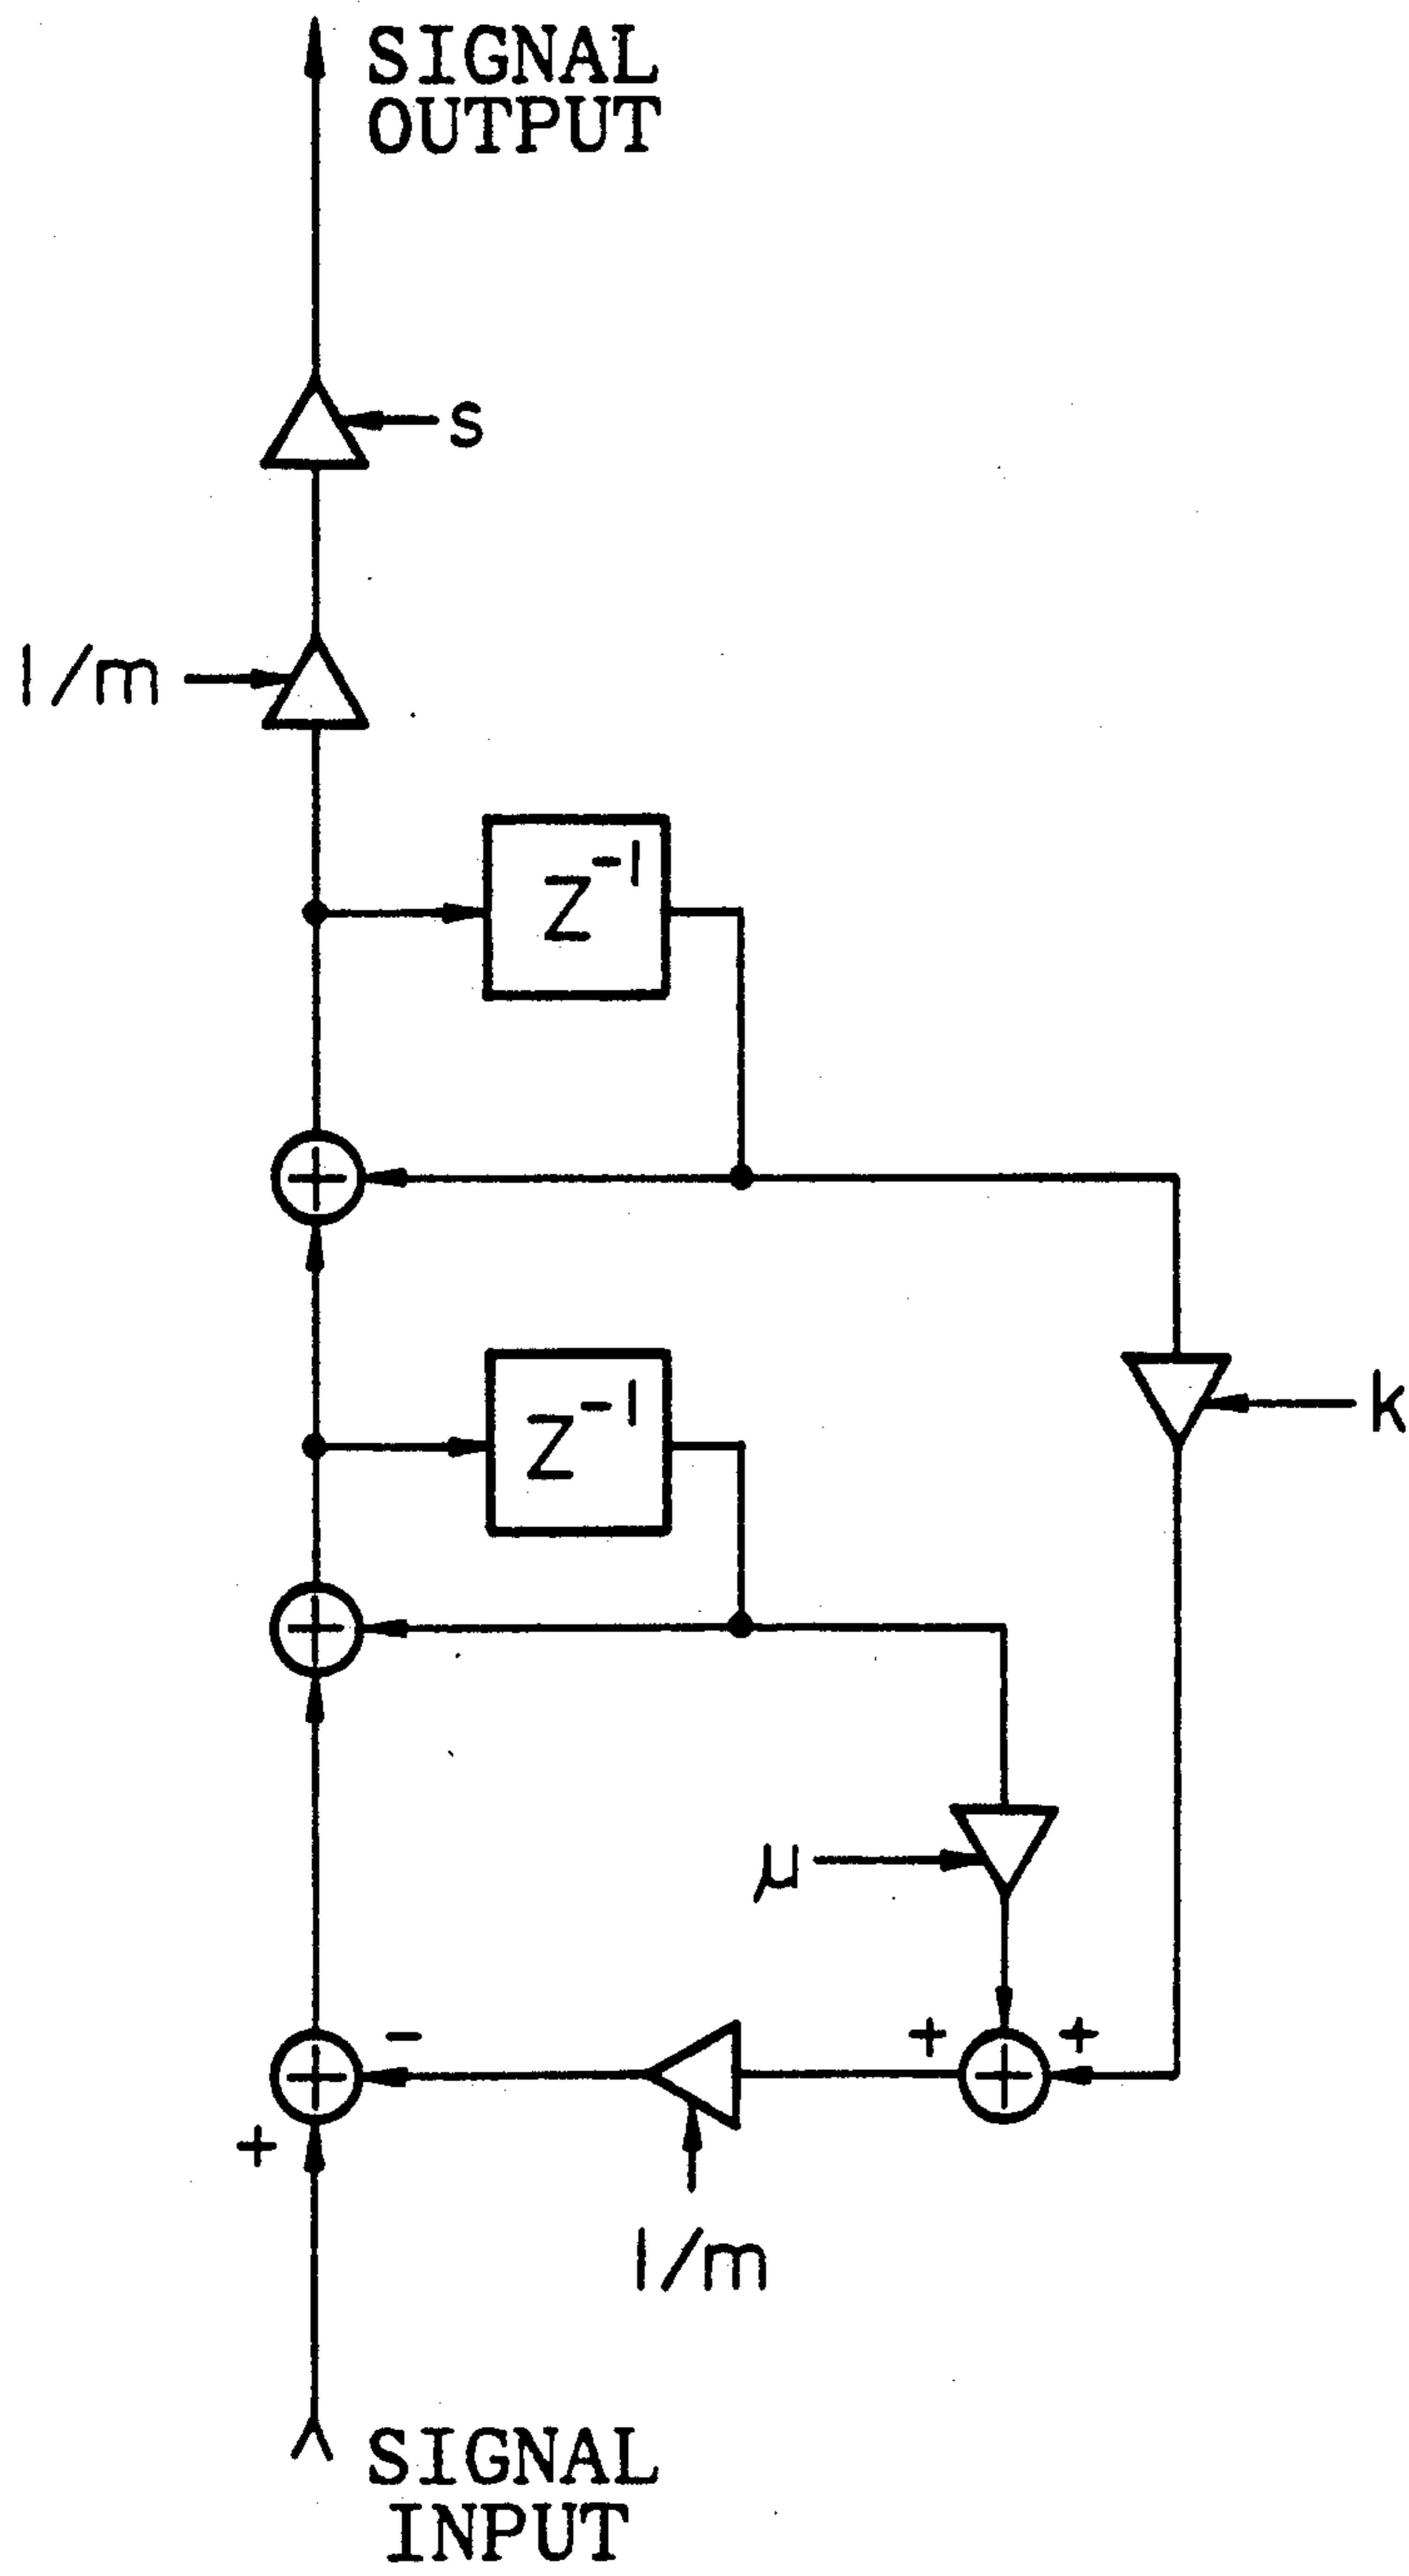 SIGNAL
OUTPUT
s
1/m
Z⁻¹
+
Z⁻¹
k
+
μ
-
+
+
+
+
+
1/m
SIGNAL
INPUT